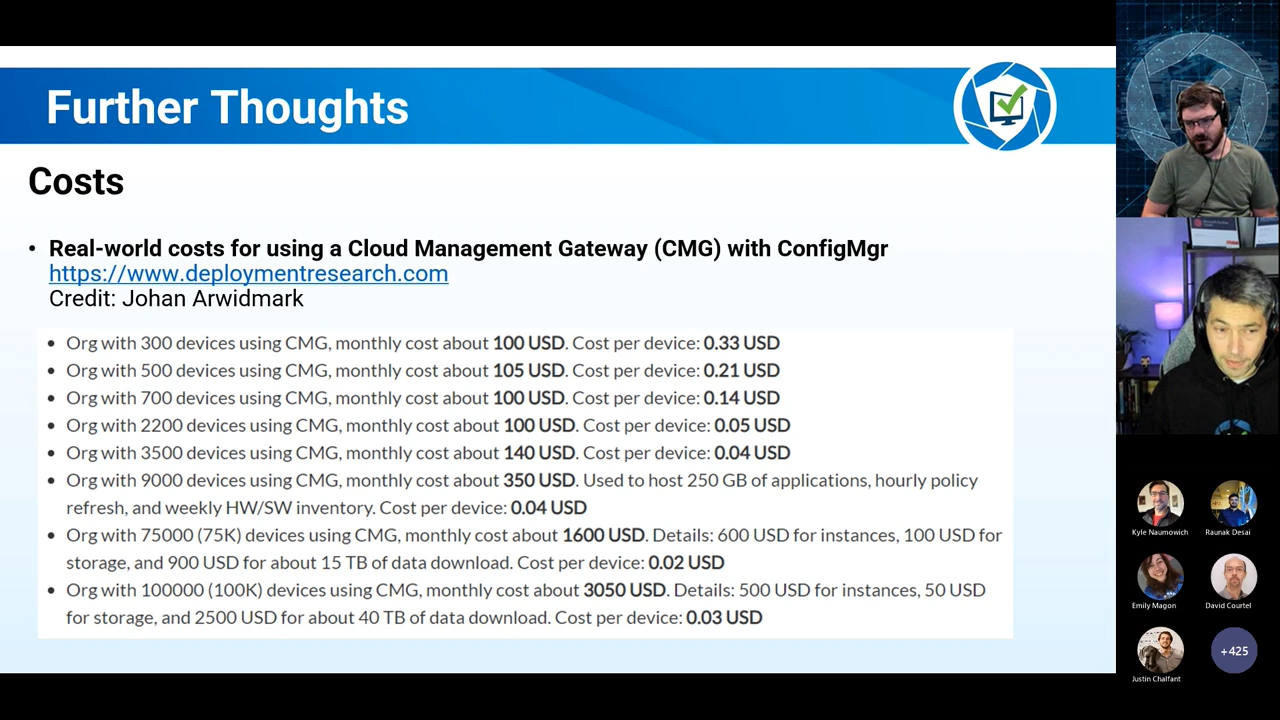 Further Thoughts
Costs
• Real-world costs for using a Cloud Management Gateway (CMG) with ConfigMgr
https://www.deploymentresearch.com
Credit: Johan Arwidmark
• Org with 300 devices using CMG, monthly cost about 100 USD. Cost per device: 0.33 USD
• Org with 500 devices using CMG, monthly cost about 105 USD. Cost per device: 0.21 USD
• Org with 700 devices using CMG, monthly cost about 100 USD. Cost per device: 0.14 USD
• Org with 2200 devices using CMG, monthly cost about 100 USD. Cost per device: 0.05 USD
• Org with 3500 devices using CMG, monthly cost about 140 USD. Cost per device: 0.04 USD
• Org with 9000 devices using CMG, monthly cost about 350 USD. Used to host 250 GB of applications, hourly policy
refresh, and weekly HW/SW inventory. Cost per device: 0.04 USD
• Org with 75000 (75K) devices using CMG, monthly cost about 1600 USD. Details: 600 USD for instances, 100 USD for
storage, and 900 USD for about 15 TB of data download. Cost per device: 0.02 USD
• Org with 100000 (100K) devices using CMG, monthly cost about 3050 USD. Details: 500 USD for instances, 50 USD
for storage, and 2500 USD for about 40 TB of data download. Cost per device: 0.03 USD
Kyle Naumowich
Raunak Desai
Emily Magon
David Courtel
Justin Chalfant
+425